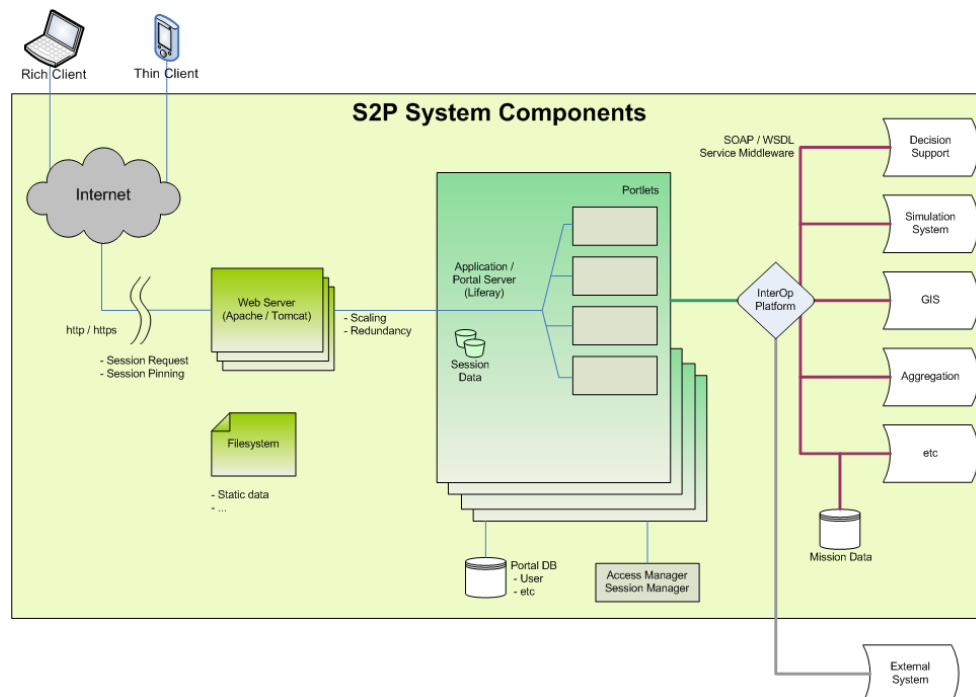 Rich Client
Thin Client
S2P System Components
Internet
http / https
- Session Request
- Session Pinning
Web Server
(Apache / Tomcat)
- Scaling
- Redundancy
Filesystem
- Static data
- ...
Portlets
Application /
Portal Server
(Liferay)
Session
Data
Portal DB
- User
- etc
Access Manager
Session Manager
SOAP / WSDL
Service Middleware
InterOp
Platform
Decision
Support
Simulation
System
GIS
Aggregation
etc
Mission Data
External
System